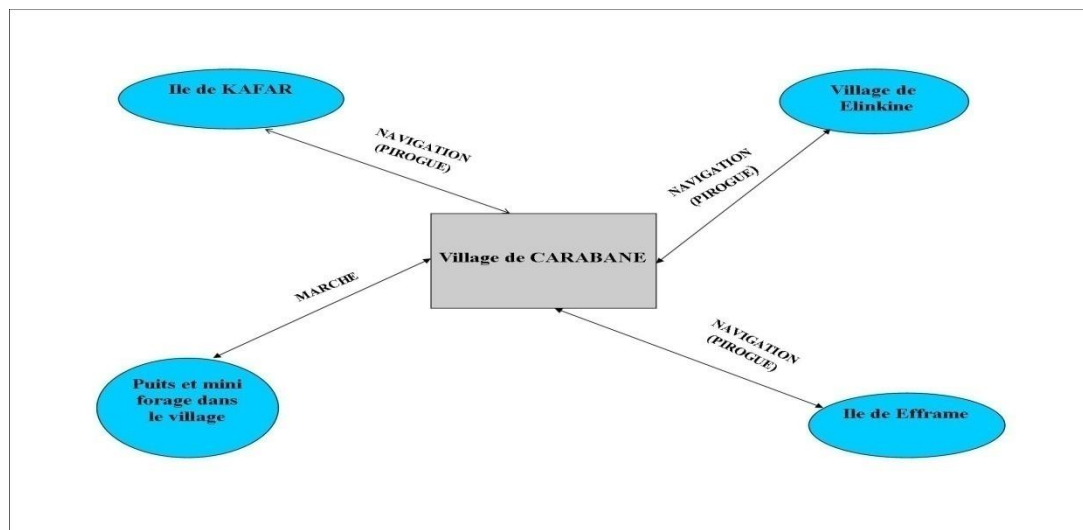 Ile de KAFAR
Village de
Elinkine
NAVIGATION
(PIROGUE)
NAVIGATION
(PIROGUE)
Village de CARABANE
MARCHE
NAVIGATION
(PIROGUE)
Puits et mini
forage dans
le village
Ile de Efframe